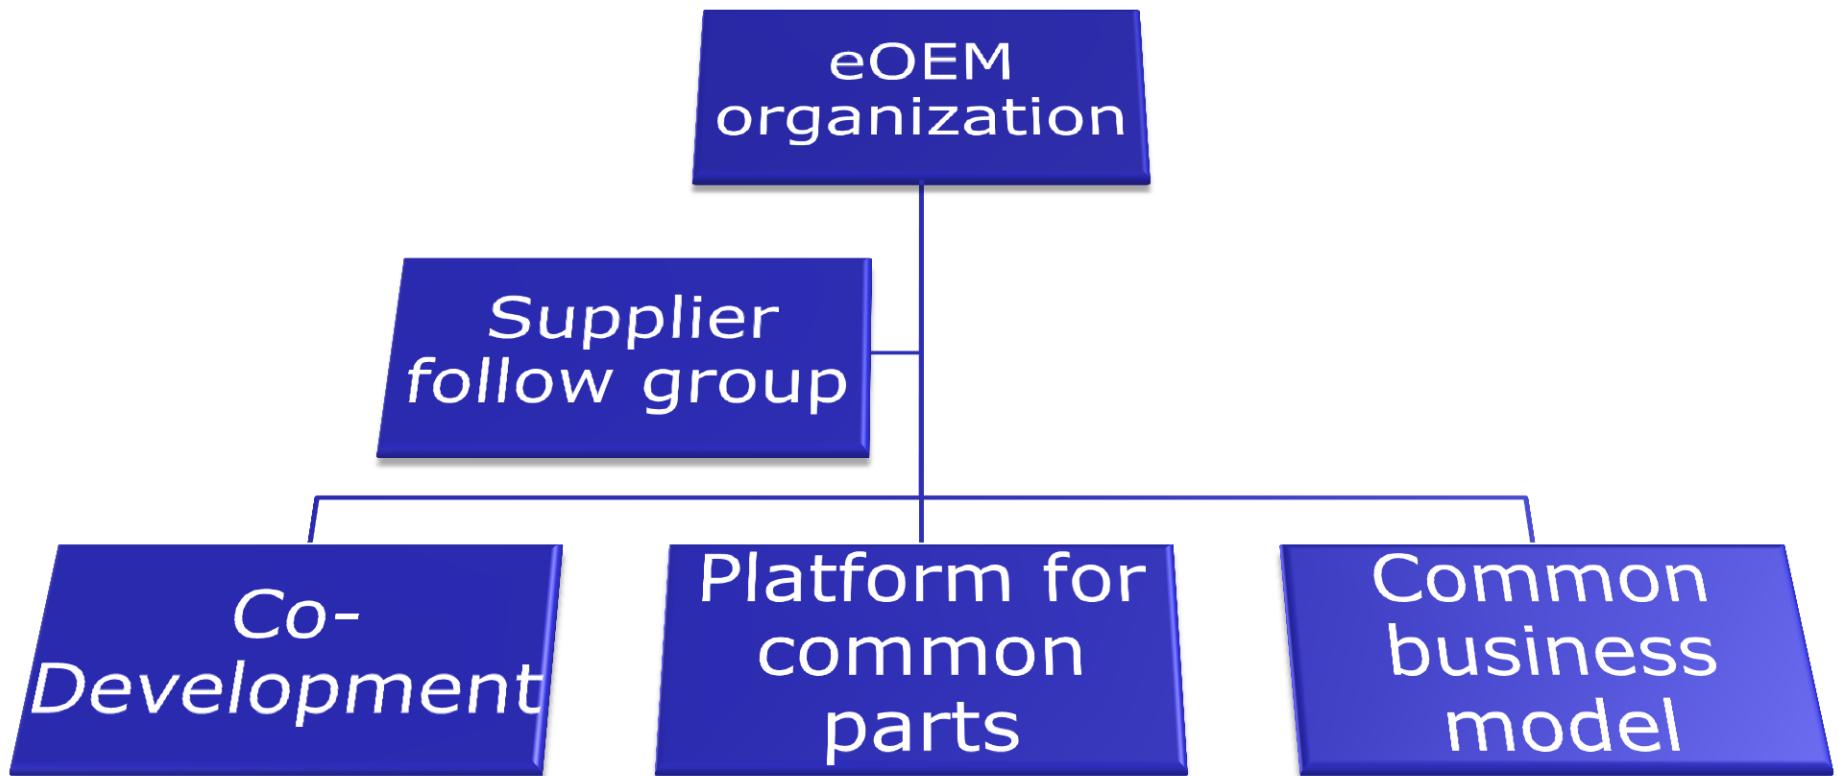 eOEM
organization
Supplier
follow group
Co-
Development
Platform for
common
parts
Common
business
model